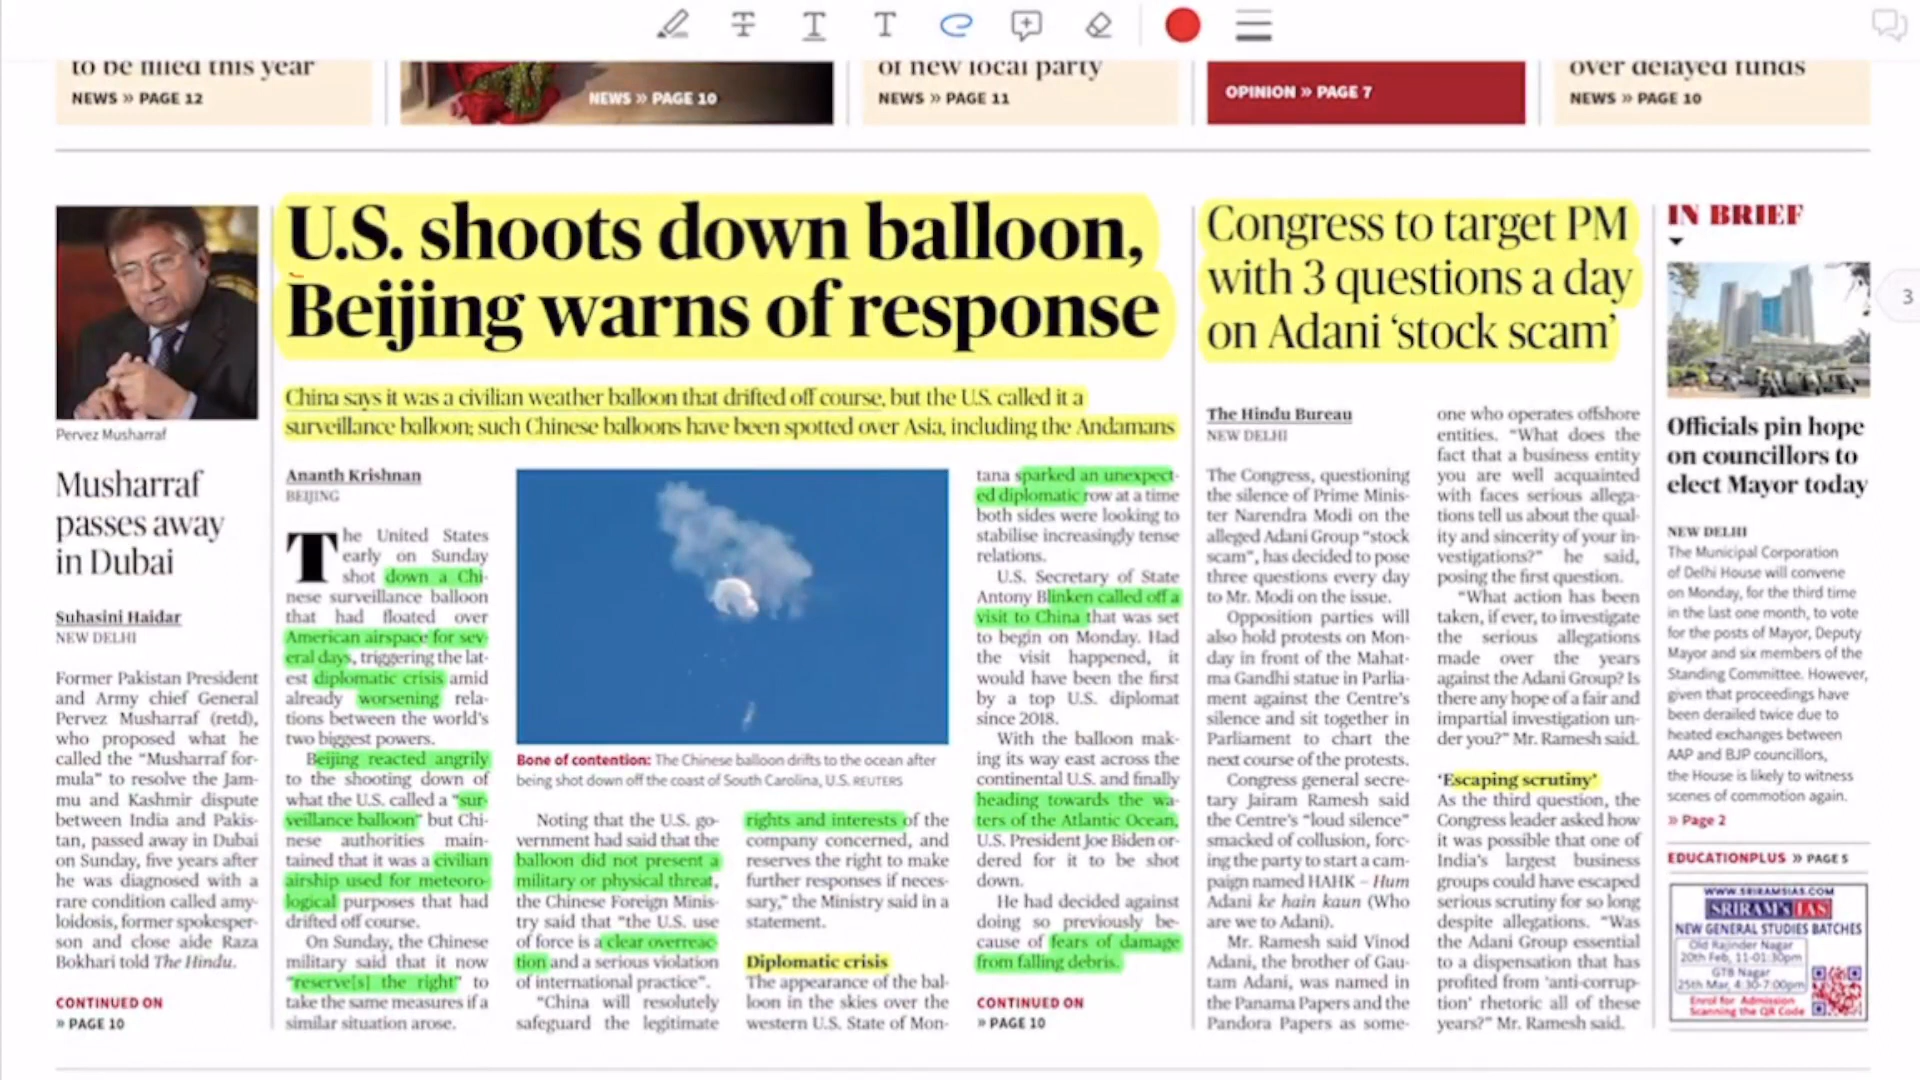 to be filled this year
NEWS » PAGE 12
NEWS » PAGE 10
of new local party
NEWS » PAGE 11
OPINION » PAGE 7
over delayed funds
NEWS » PAGE 10
Pervez Musharraf
Musharraf
passes away
in Dubai
Suhasini Haidar
NEW DELHI
Former Pakistan President
and Army chief General
Pervez Musharraf (retd),
who proposed what he
called the “Musharraf for-
mula” to resolve the Jam-
mu and Kashmir dispute
between India and Pakis-
tan, passed away in Dubai
on Sunday, five years after
he was diagnosed with a
rare condition called amy-
loidosis, former spokesper-
son and close aide Raza
Bokhari told The Hindu.
CONTINUED ON
» PAGE 10
U.S. shoots down balloon,
Beijing warns of response
China says it was a civilian weather balloon that drifted off course, but the U.S. called it a
surveillance balloon; such Chinese balloons have been spotted over Asia, including the Andamans
Ananth Krishnan
BEIJING
The United States
early on Sunday
shot down a Chi-
nese surveillance balloon
that had floated over
American airspace for sev-
eral days, triggering the lat-
est diplomatic crisis amid
already worsening rela-
tions between the world’s
two biggest powers.
Beijing reacted angrily
to the shooting down of
what the U.S. called a “sur-
veillance balloon” but Chi-
nese authorities main-
tained that it was a civilian
airship used for meteoro-
logical purposes that had
drifted off course.
On Sunday, the Chinese
military said that it now
“reserve[s] the right” to
take the same measures if a
similar situation arose.
Bone of contention: The Chinese balloon drifts to the ocean after
being shot down off the coast of South Carolina, U.S. REUTERS
Noting that the U.S. go-
vernment had said that the
balloon did not present a
military or physical threat,
the Chinese Foreign Minis-
try said that “the U.S. use
of force is a clear overreac-
tion and a serious violation
of international practice”.
“China will resolutely
safeguard the legitimate
rights and interests of the
company concerned, and
reserves the right to make
further responses if neces-
sary,” the Ministry said in a
statement.
Diplomatic crisis
The appearance of the bal-
loon in the skies over the
western U.S. State of Mon-
tana sparked an unexpect-
ed diplomatic row at a time
both sides were looking to
stabilise increasingly tense
relations.
U.S. Secretary of State
Antony Blinken called off a
visit to China that was set
to begin on Monday. Had
the visit happened, it
would have been the first
by a top U.S. diplomat
since 2018.
With the balloon mak-
ing its way east across the
continental U.S. and finally
heading towards the wa-
ters of the Atlantic Ocean,
U.S. President Joe Biden or-
dered for it to be shot
down.
He had decided against
doing so previously be-
cause of fears of damage
from falling debris.
CONTINUED ON
» PAGE 10
Congress to target PM
with 3 questions a day
on Adani ‘stock scam’
The Hindu Bureau
NEW DELHI
The Congress, questioning
the silence of Prime Minis-
ter Narendra Modi on the
alleged Adani Group “stock
scam”, has decided to pose
three questions every day
to Mr. Modi on the issue.
Opposition parties will
also hold protests on Mon-
day in front of the Mahat-
ma Gandhi statue in Parlia-
ment against the Centre’s
silence and sit together in
Parliament to chart the
next course of the protests.
Congress general secre-
tary Jairam Ramesh said
the Centre’s “loud silence”
smacked of collusion, forc-
ing the party to start a cam-
paign named HAHK – Hum
Adani ke hain kaun (Who
are we to Adani).
Mr. Ramesh said Vinod
Adani, the brother of Gau-
tam Adani, was named in
the Panama Papers and the
Pandora Papers as some-
one who operates offshore
entities. “What does the
fact that a business entity
you are well acquainted
with faces serious allega-
tions tell us about the qual-
ity and sincerity of your in-
vestigations?” he said,
posing the first question.
“What action has been
taken, if ever, to investigate
the serious allegations
made over the years
against the Adani Group? Is
there any hope of a fair and
impartial investigation un-
der you?” Mr. Ramesh said.
‘Escaping scrutiny’
As the third question, the
Congress leader asked how
it was possible that one of
India’s largest business
groups could have escaped
serious scrutiny for so long
despite allegations. “Was
the Adani Group essential
to a dispensation that has
profited from ‘anti-corrup-
tion’ rhetoric all of these
years?” Mr. Ramesh said.
IN BRIEF
Officials pin hope
on councillors to
elect Mayor today
NEW DELHI
The Municipal Corporation
of Delhi House will convene
on Monday, for the third time
in the last one month, to vote
for the posts of Mayor, Deputy
Mayor and six members of the
Standing Committee. However,
given that proceedings have
been derailed twice due to
heated exchanges between
AAP and BJP councillors,
the House is likely to witness
scenes of commotion again.
» Page 2
EDUCATIONPLUS » PAGE 5
WWW.SRIRAMSIAS.COM
SRIRAM's IAS
NEW GENERAL STUDIES BATCHES
Old Rajinder Nagar
20th Feb, 11-01:30pm
GTB Nagar
25th Mar, 4:30-7:00pm
Enrol for Admission
Scanning the QR Code
3